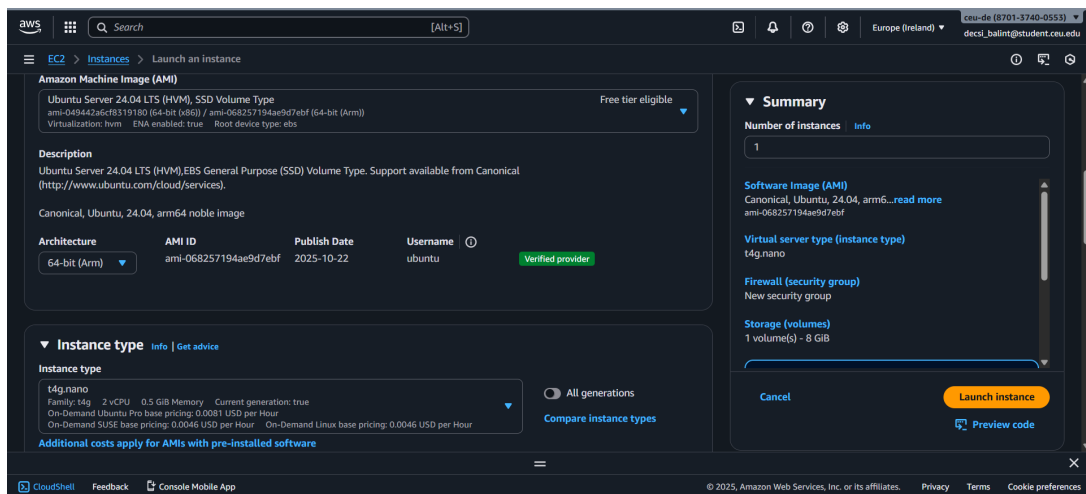 aws
Search
[Alt+S]
Europe (Ireland)
ceu-de (8701-3740-0553)
decsi_balint@student.ceu.edu
EC2 > Instances > Launch an instance
Amazon Machine Image (AMI)
Ubuntu Server 24.04 LTS (HVM), SSD Volume Type
Free tier eligible
ami-049442a6cf8319180 (64-bit (x86)) / ami-068257194ae9d7ebf (64-bit (Arm))
Virtualization: hvm ENA enabled: true Root device type: ebs
Description
Ubuntu Server 24.04 LTS (HVM),EBS General Purpose (SSD) Volume Type. Support available from Canonical
(http://www.ubuntu.com/cloud/services).
Canonical, Ubuntu, 24.04, arm64 noble image
Architecture AMI ID Publish Date Username
64-bit (Arm) ami-068257194ae9d7ebf 2025-10-22 ubuntu Verified provider
Instance type Info | Get advice
Instance type
t4g.nano
Family: t4g 2 vCPU 0.5 GiB Memory Current generation: true
On-Demand Ubuntu Pro base pricing: 0.0081 USD per Hour
On-Demand SUSE base pricing: 0.0046 USD per Hour On-Demand Linux base pricing: 0.0046 USD per Hour
All generations
Compare instance types
Additional costs apply for AMIs with pre-installed software
Summary
Number of instances Info
1
Software Image (AMI)
Canonical, Ubuntu, 24.04, arm6...read more
ami-068257194ae9d7ebf
Virtual server type (instance type)
t4g.nano
Firewall (security group)
New security group
Storage (volumes)
1 volume(s) - 8 GiB
Cancel
Launch instance
Preview code
CloudShell Feedback Console Mobile App
© 2025, Amazon Web Services, Inc. or its affiliates. Privacy Terms Cookie preferences